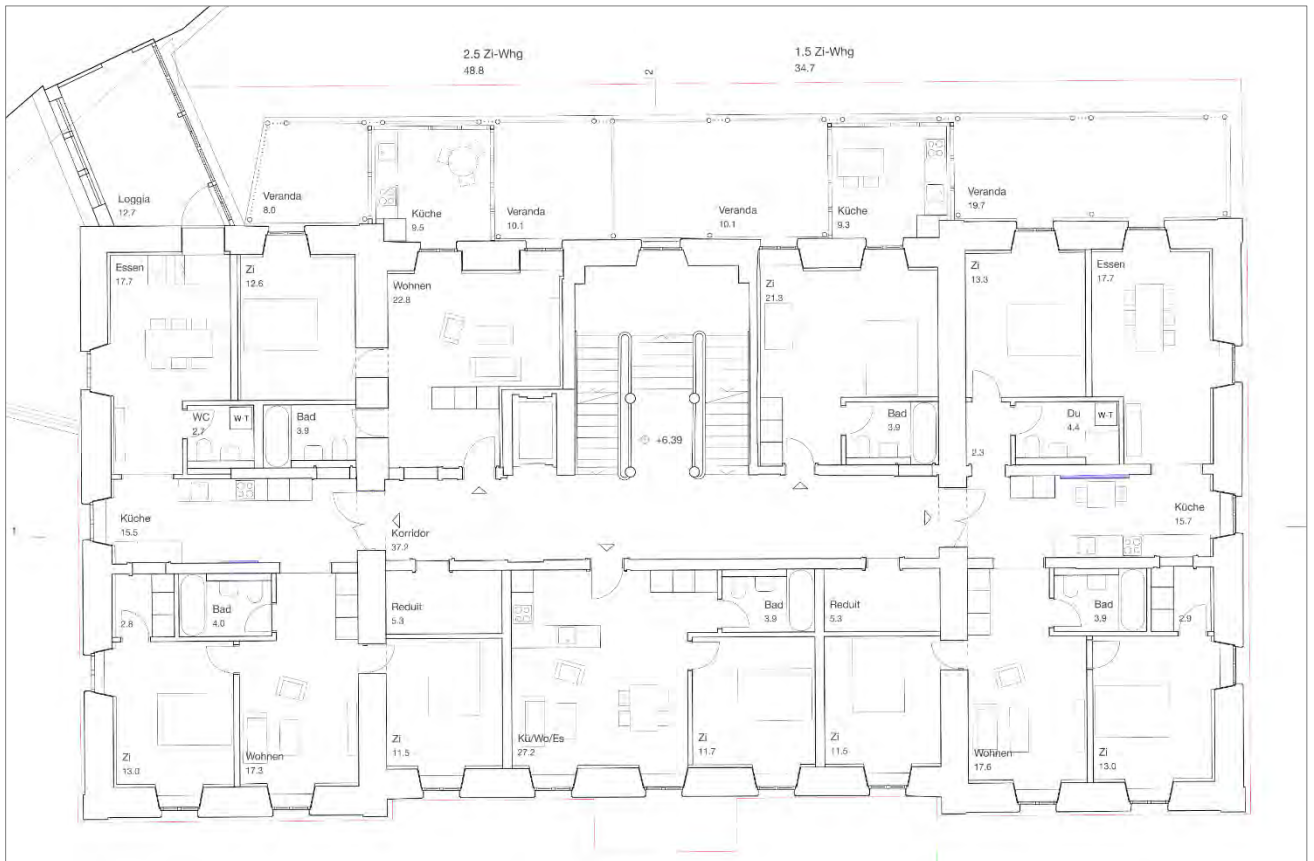 2.5 Zi-Whg
48.8
1.5 Zi-Whg
34.7
2
Loggia
12.7
Veranda
8.0
Küche
9.5
Veranda
10.1
Veranda
10.1
Küche
9.3
Veranda
19.7
Essen
17.7
Zi
12.6
Wohnen
22.8
Zi
21.3
Zi
13.3
Essen
17.7
WC
2.7
W-T
Bad
3.9
+6.39
Bad
3.9
Du
4.4
W-T
2.3
Küche
15.5
Korridor
37.2
Küche
15.7
1
2.8
Bad
4.0
Reduit
5.3
Bad
3.9
Reduit
5.3
Bad
3.9
2.9
Zi
13.0
Wohnen
17.3
Zi
11.5
Kü/Wo/Es
27.2
Zi
11.7
Zi
11.5
Wohnen
17.6
Zi
13.0